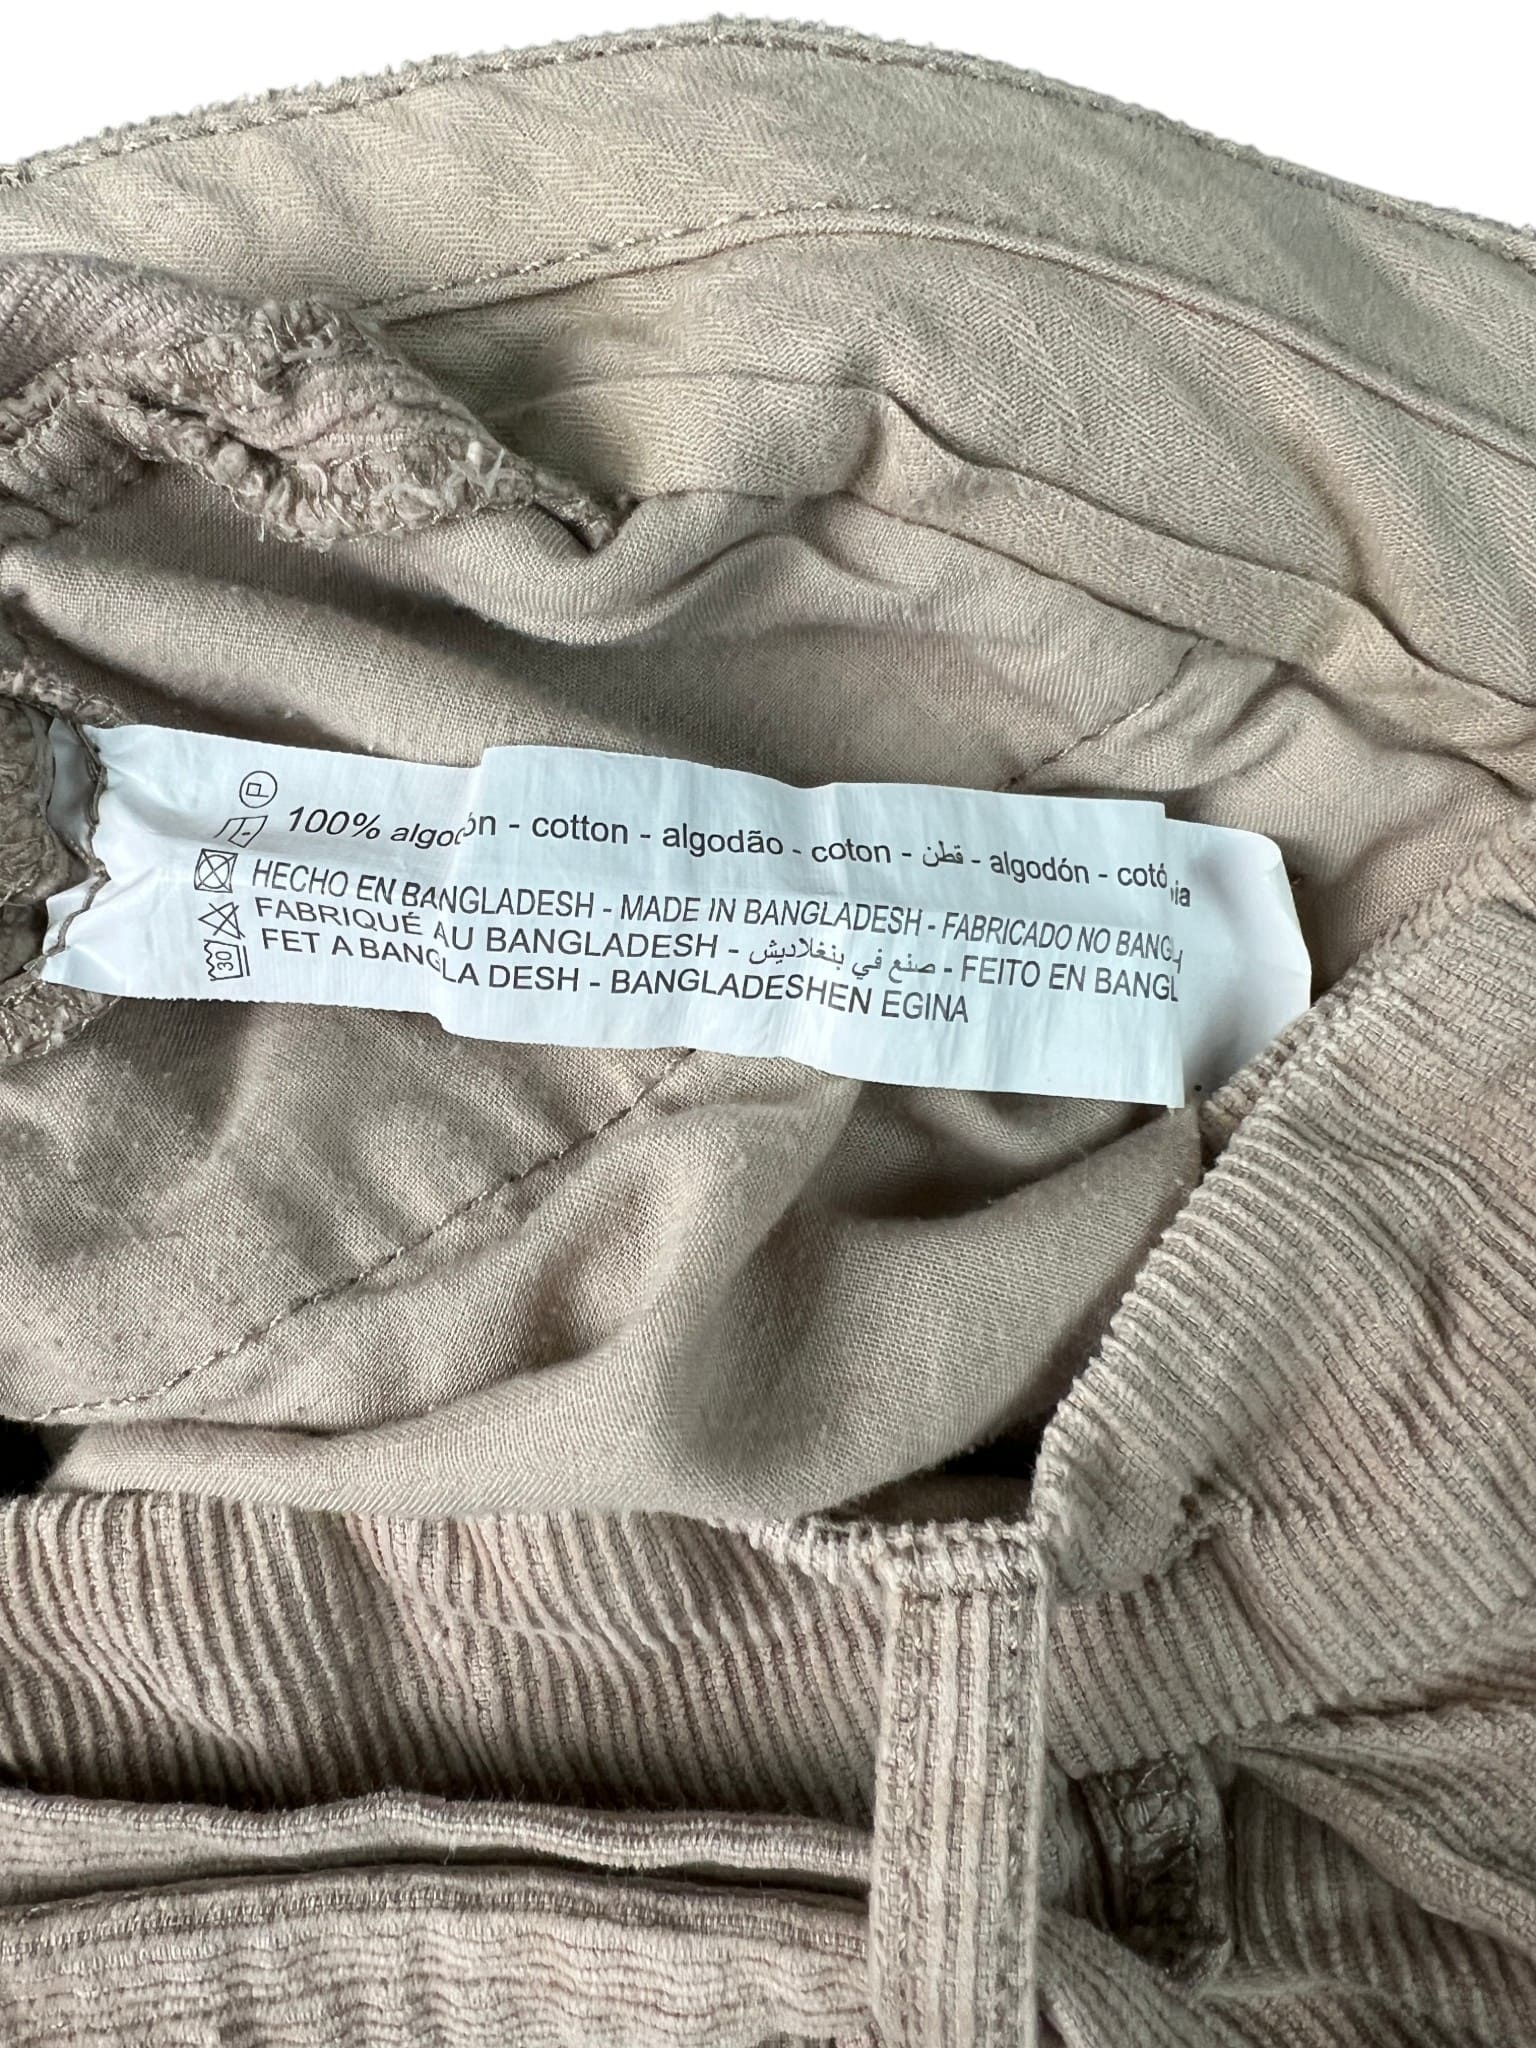 P
100% algodón - cotton - algodão - coton - قطن - algodón - cotó
HECHO EN BANGLADESH - MADE IN BANGLADESH - FABRICADO NO BANG
FABRIQUÉ AU BANGLADESH - صنع في بنغلاديش - FEITO EN BANGL
FET A BANGLA DESH - BANGLADESHEN EGINA
30